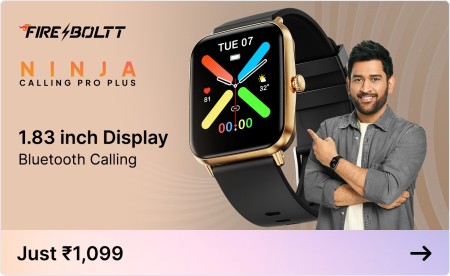 FIRE BOLTT
NINJA
CALLING PRO PLUS
1.83 inch Display
Bluetooth Calling
TUE 07
81
32°
00:00
Just ₹1,099